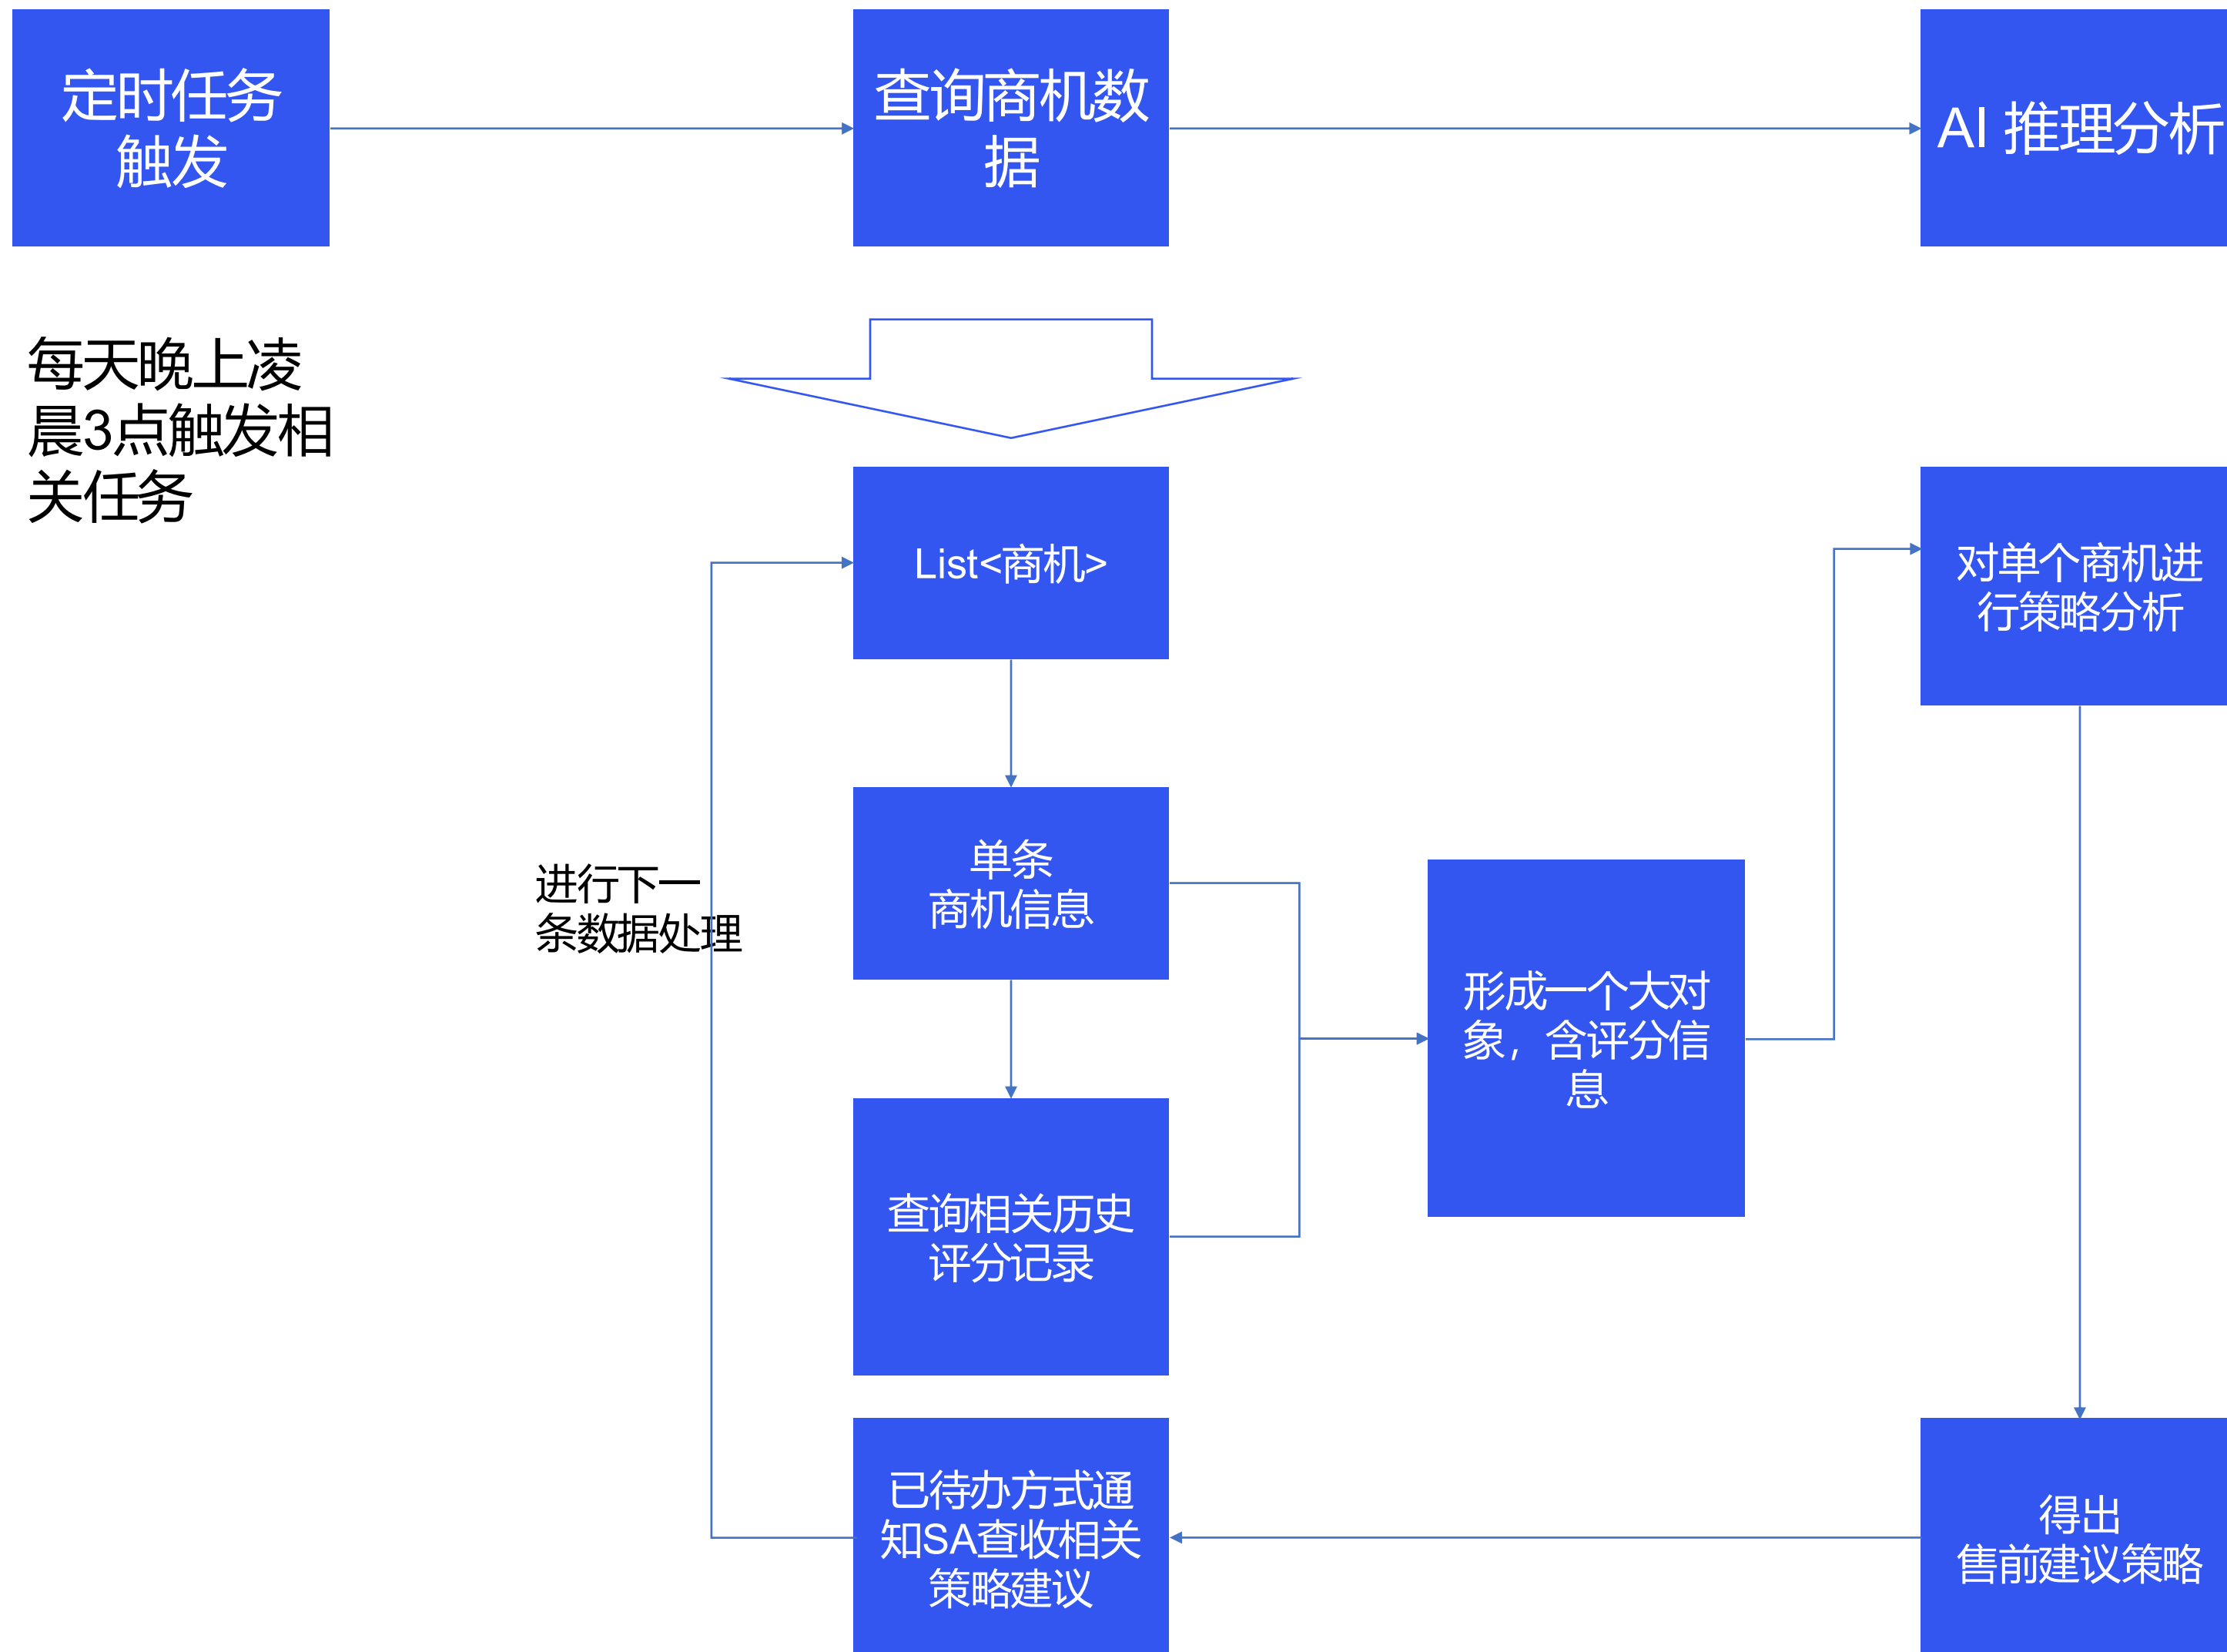 定时任务
触发
查询商机数
据
AI 推理分析
每天晚上凌
晨3点触发相
关任务
List<商机>
对单个商机进
行策略分析
单条
商机信息
进行下一
条数据处理
形成一个大对
象，含评分信
息
查询相关历史
评分记录
已待办方式通
知SA查收相关
策略建议
得出
售前建议策略